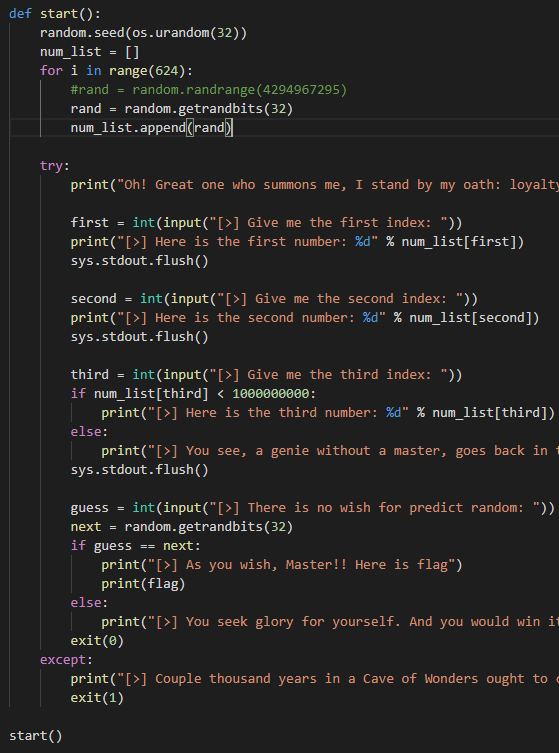 def start():
    random.seed(os.urandom(32))
    num_list = []
    for i in range(624):
        #rand = random.randrange(4294967295)
        rand = random.getrandbits(32)
        num_list.append(rand)
    try:
        print("Oh! Great one who summons me, I stand by my oath: loyalty
        first = int(input("[>] Give me the first index: "))
        print("[>] Here is the first number: %d" % num_list[first])
        sys.stdout.flush()
        second = int(input("[>] Give me the second index: "))
        print("[>] Here is the second number: %d" % num_list[second])
        sys.stdout.flush()
        third = int(input("[>] Give me the third index: "))
        if num_list[third] < 1000000000:
            print("[>] Here is the third number: %d" % num_list[third])
        else:
            print("[>] You see, a genie without a master, goes back in
        sys.stdout.flush()
        guess = int(input("[>] There is no wish for predict random: "))
        next = random.getrandbits(32)
        if guess == next:
            print("[>] As you wish, Master!! Here is flag")
            print(flag)
        else:
            print("[>] You seek glory for yourself. And you would win
        exit(0)
    except:
        print("[>] Couple thousand years in a Cave of Wonders ought to
        exit(1)
start()